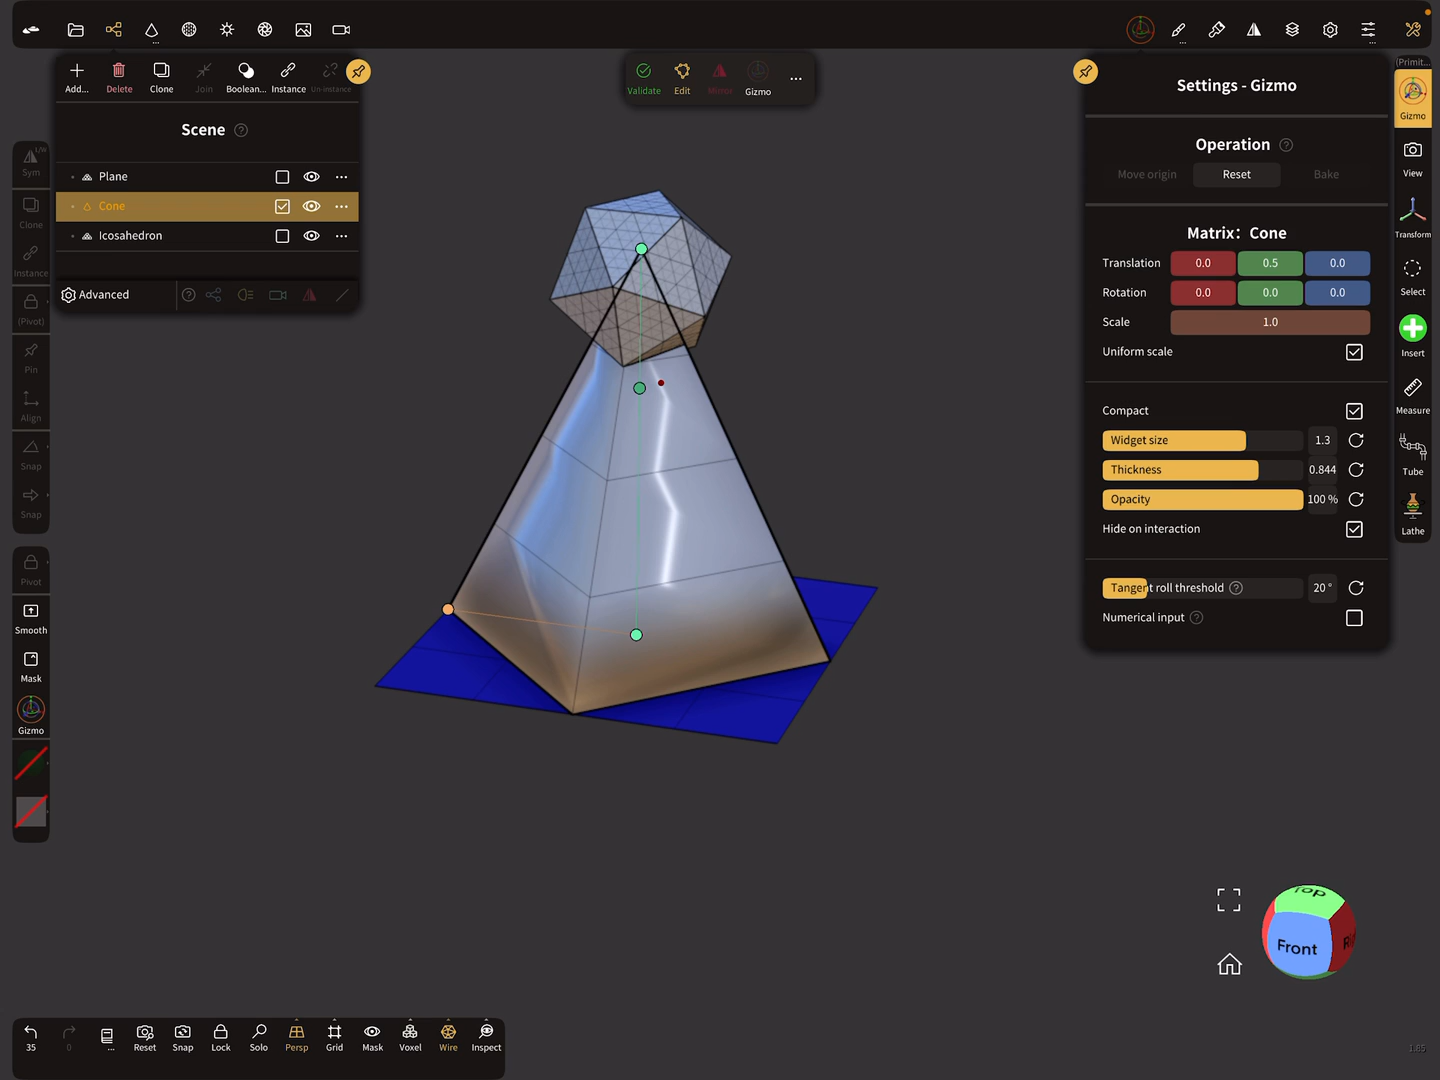 Add...
Delete
Clone
Join
Boolean...
Instance
Un-instance
Scene
Plane
Cone
Icosahedron
Advanced
L/W
Sym
Clone
Instance
(Pivot)
Pin
Align
Snap
Snap
Pivot
Smooth
Mask
Gizmo
Validate
Edit
Mirror
Gizmo
Settings - Gizmo
Operation
Move origin
Reset
Bake
Matrix: Cone
Translation 0.0 0.5 0.0
Rotation 0.0 0.0 0.0
Scale 1.0
Uniform scale
Compact
Widget size 1.3
Thickness 0.844
Opacity 100 %
Hide on interaction
Tangent roll threshold 20 °
Numerical input
(Primit...
Gizmo
View
Transform
Select
Insert
Measure
Tube
Lathe
Top
Front
Ri
35
0
...
Reset
Snap
Lock
Solo
Persp
Grid
Mask
Voxel
Wire
Inspect
1.85